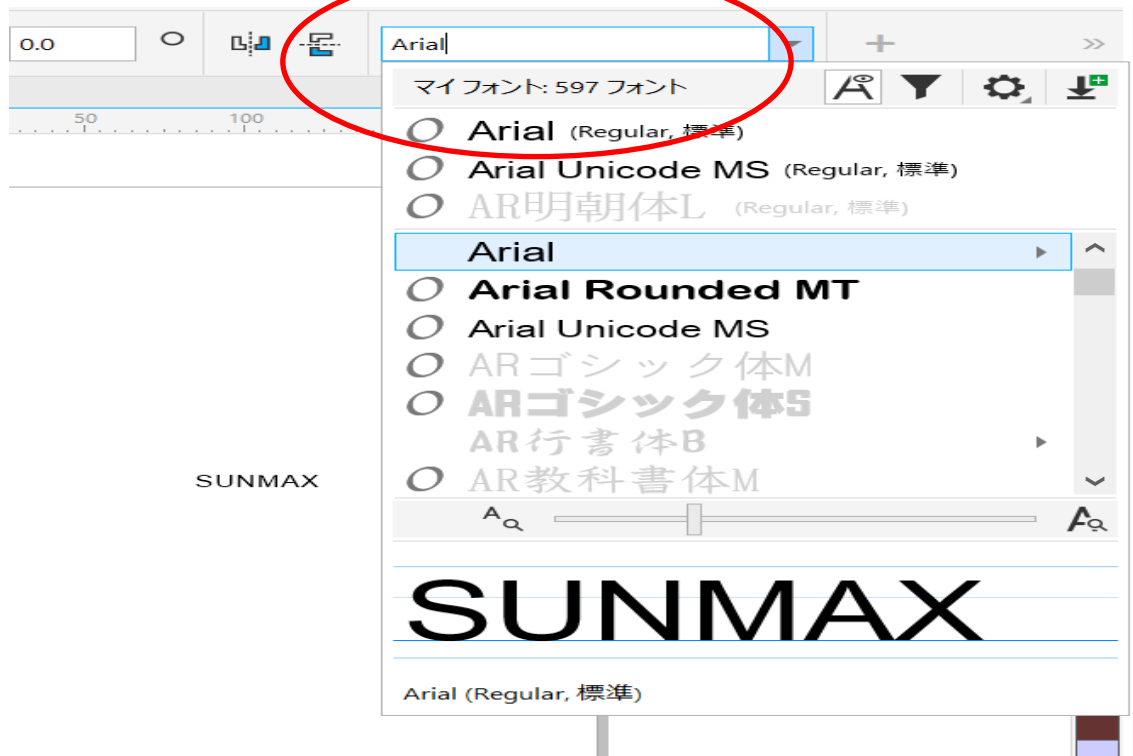 0.0
Arial
マイ フォント: 597 フォント
50
100
Arial (Regular, 標準)
Arial Unicode MS (Regular, 標準)
AR明朝体L (Regular, 標準)
Arial
Arial Rounded MT
Arial Unicode MS
ARゴシック体M
ARゴシック体S
AR行書体B
AR教科書体M
SUNMAX
SUNMAX
Arial (Regular, 標準)